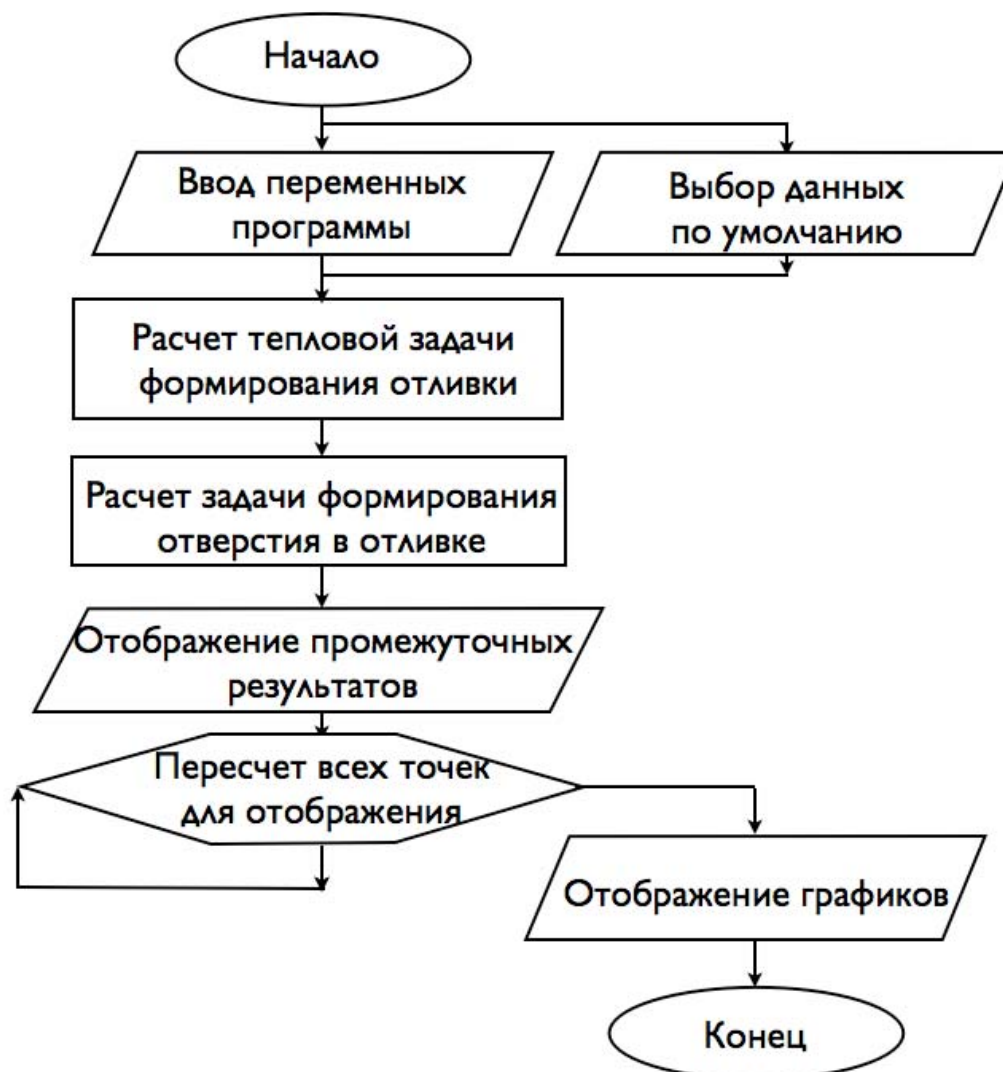 Начало
Ввод переменных
программы
Выбор данных
по умолчанию
Расчет тепловой задачи
формирования отливки
Расчет задачи формирования
отверстия в отливке
Отображение промежуточных
результатов
Пересчет всех точек
для отображения
Отображение графиков
Конец